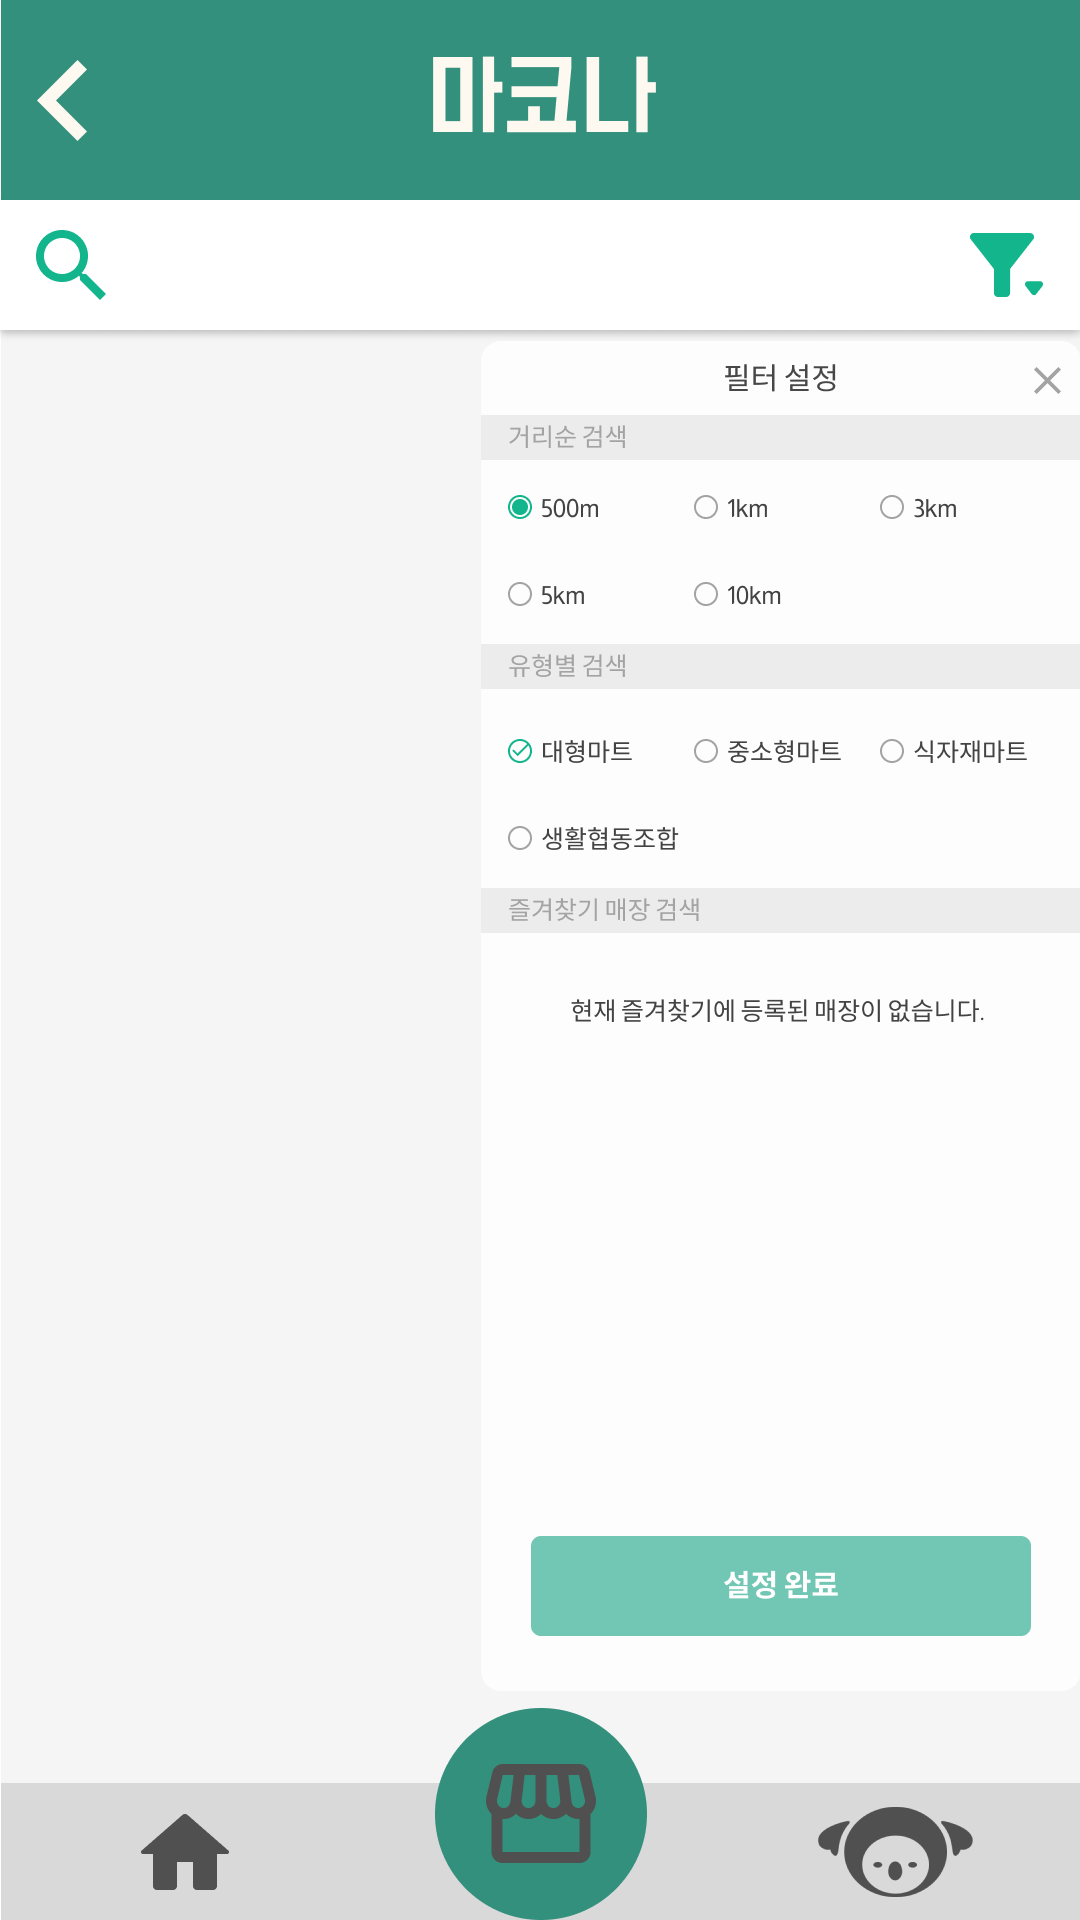 마코나
필터 설정
거리순 검색
500m 1km 3km
5km 10km
유형별 검색
대형마트 중소형마트 식자재마트
생활협동조합
즐겨찾기 매장 검색
현재 즐겨찾기에 등록된 매장이 없습니다.
설정 완료